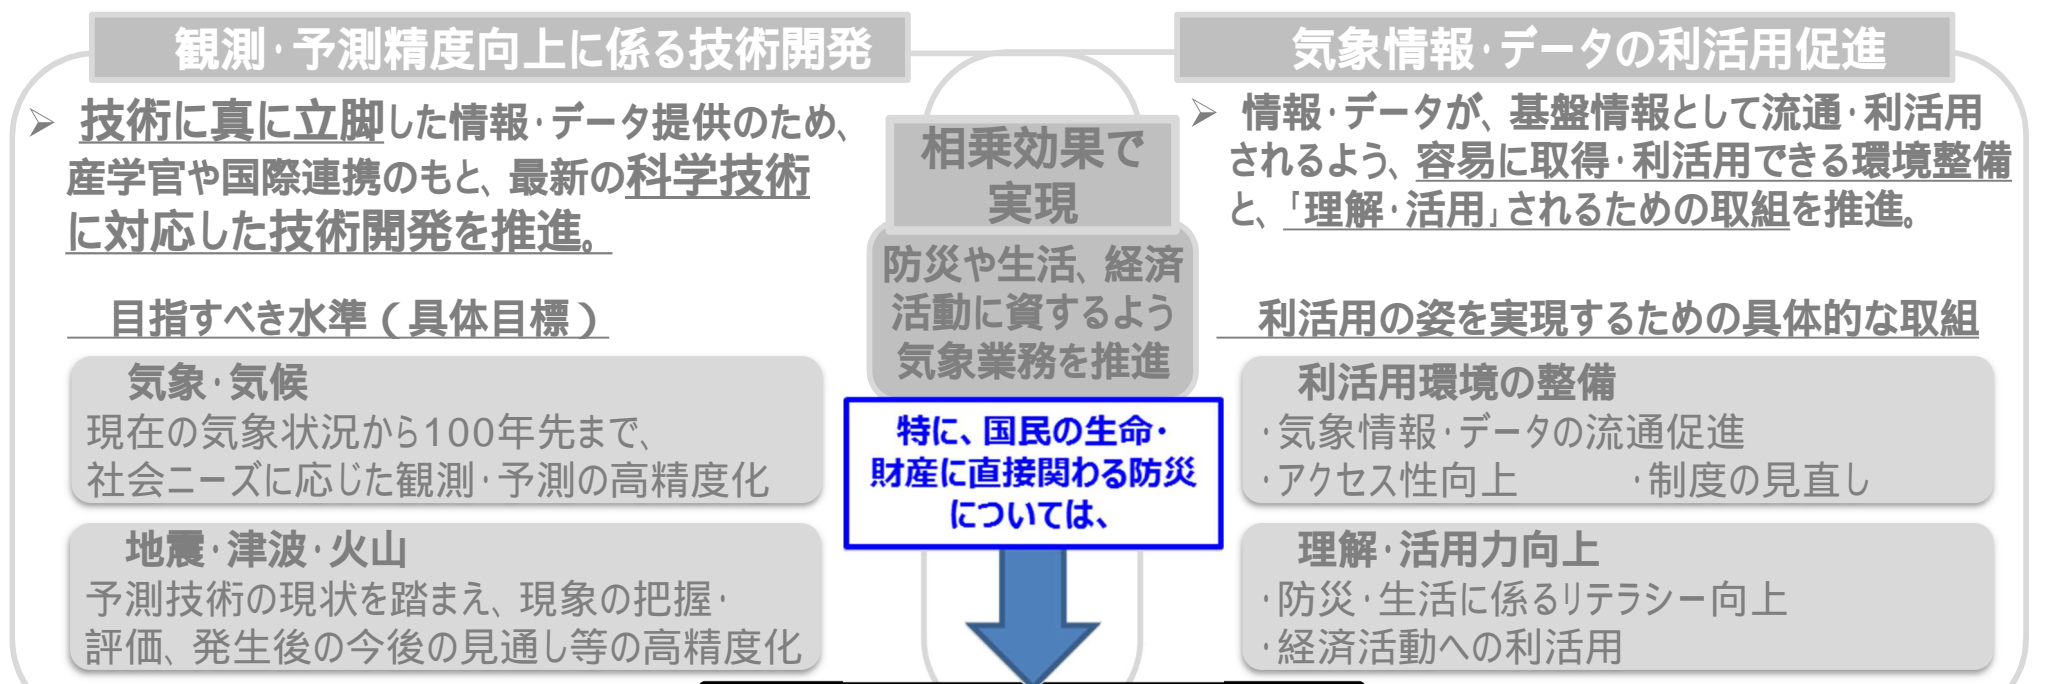 観測・予測精度向上に係る技術開発
➢ 技術に真に立脚した情報・データ提供のため、
産学官や国際連携のもと、最新の科学技術
に対応した技術開発を推進。
目指すべき水準（具体目標）
気象・気候
現在の気象状況から100年先まで、
社会ニーズに応じた観測・予測の高精度化
地震・津波・火山
予測技術の現状を踏まえ、現象の把握・
評価、発生後の今後の見通し等の高精度化
相乗効果で
実現
防災や生活、経済
活動に資するよう
気象業務を推進
特に、国民の生命・
財産に直接関わる防災
については、
気象情報・データの利活用促進
➢ 情報・データが、基盤情報として流通・利活用
されるよう、容易に取得・利活用できる環境整備
と、「理解・活用」されるための取組を推進。
利活用の姿を実現するための具体的な取組
利活用環境の整備
・気象情報・データの流通促進
・アクセス性向上　・制度の見直し
理解・活用力向上
・防災・生活に係るリテラシー向上
・経済活動への利活用